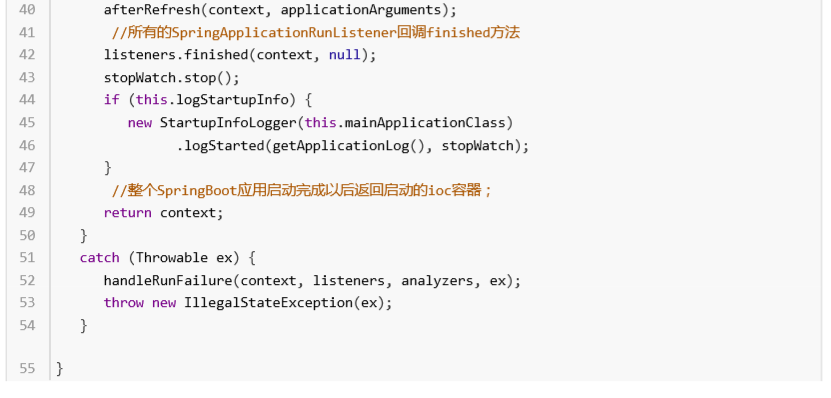 40 afterRefresh(context, applicationArguments);
41 //所有的SpringApplicationRunListener回调finished方法
42 listeners.finished(context, null);
43 stopWatch.stop();
44 if (this.logStartupInfo) {
45 new StartupInfoLogger(this.mainApplicationClass)
46 .logStarted(getApplicationLog(), stopWatch);
47 }
48 //整个SpringBoot应用启动完成以后返回启动的ioc容器；
49 return context;
50 }
51 catch (Throwable ex) {
52 handleRunFailure(context, listeners, analyzers, ex);
53 throw new IllegalStateException(ex);
54 }
55 }